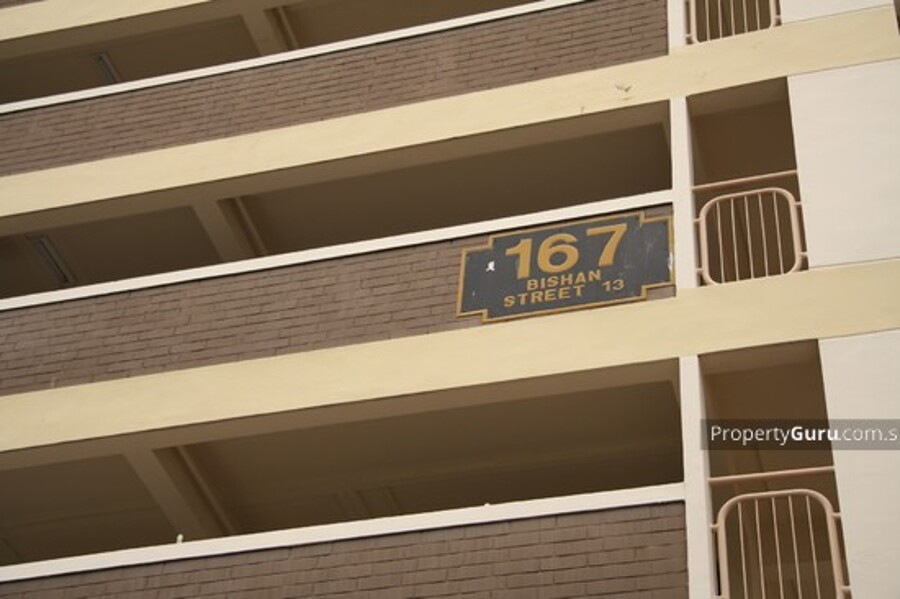 167
BISHAN
STREET 13
PropertyGuru.com.s